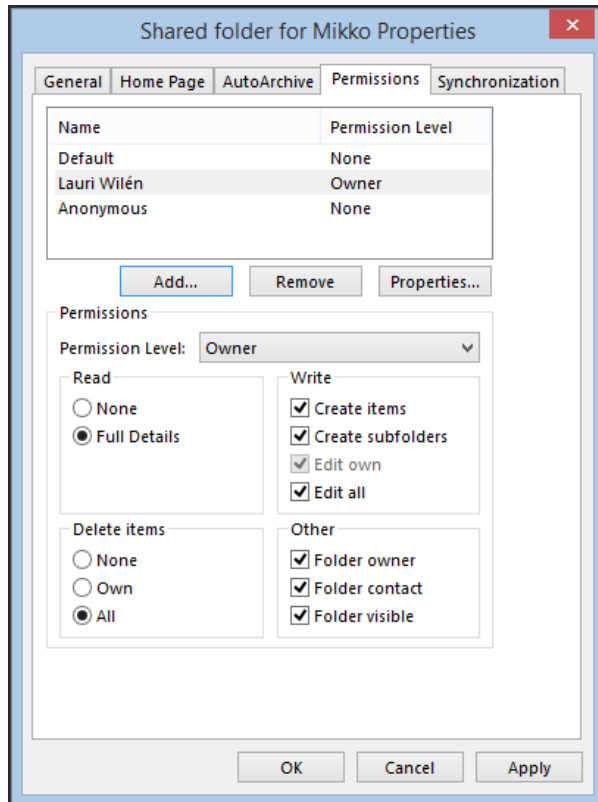 Shared folder for Mikko Properties
General Home Page AutoArchive Permissions Synchronization
Name Permission Level
Default None
Lauri Wilén Owner
Anonymous None
Add... Remove Properties...
Permissions
Permission Level: Owner
Read Write
None Create items
Full Details Create subfolders
Edit own
Edit all
Delete items Other
None Folder owner
Own Folder contact
All Folder visible
OK Cancel Apply